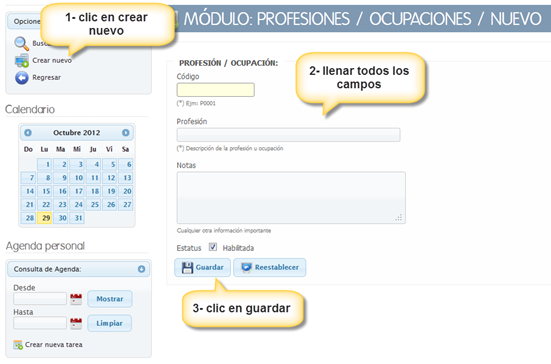 1- clic en crear
nuevo
MÓDULO: PROFESIONES / OCUPACIONES / NUEVO
Opcione
Busca
Crear nuevo
Regresar
Calendario
Octubre 2012
Do Lu Ma Mi Ju Vi Sa
1 2 3 4 5 6
7 8 9 10 11 12 13
14 15 16 17 18 19 20
21 22 23 24 25 26 27
28 29 30 31
Agenda personal
Consulta de Agenda:
Desde
Mostrar
Hasta
Limpiar
Crear nueva tarea
PROFESIÓN / OCUPACIÓN:
Código
(*) Ejm: P0001
2- llenar todos los
campos
Profesión
(*) Descripción de la profesión u ocupación
Notas
Cualquier otra información importante
Estatus Habilitada
Guardar Reestablecer
3- clic en guardar